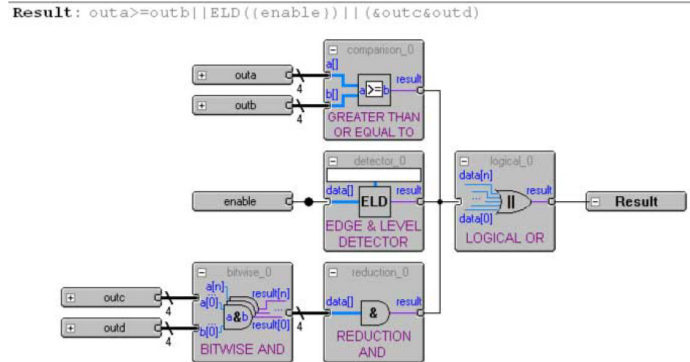 Result: outa>=outb||ELD({enable})||(&outc&outd)
comparison_0
a[]
result
outa
4
a >= b
b[]
outb
4
GREATER THAN
OR EQUAL TO
detector_0
logical_0
data[n]
data[] result
...
result
enable
ELD
||
Result
data[0]
EDGE & LEVEL
DETECTOR
LOGICAL OR
bitwise_0
reduction_0
a[n]
...
result[n]
data[] result
outc
a[0]
...
4
a&b
&
outd
b[0]
result[0]
4
4
REDUCTION
BITWISE AND
AND